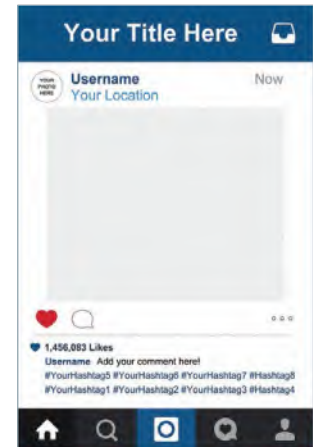 Your Title Here
YOUR
PHOTO
HERE
Username Now
Your Location
1,456,083 Likes
Username Add your comment here!
#YourHashtag5 #YourHashtag6 #YourHashtag7 #Hashtag8
#YourHashtag1 #YourHashtag2 #YourHashtag3 #Hashtag4